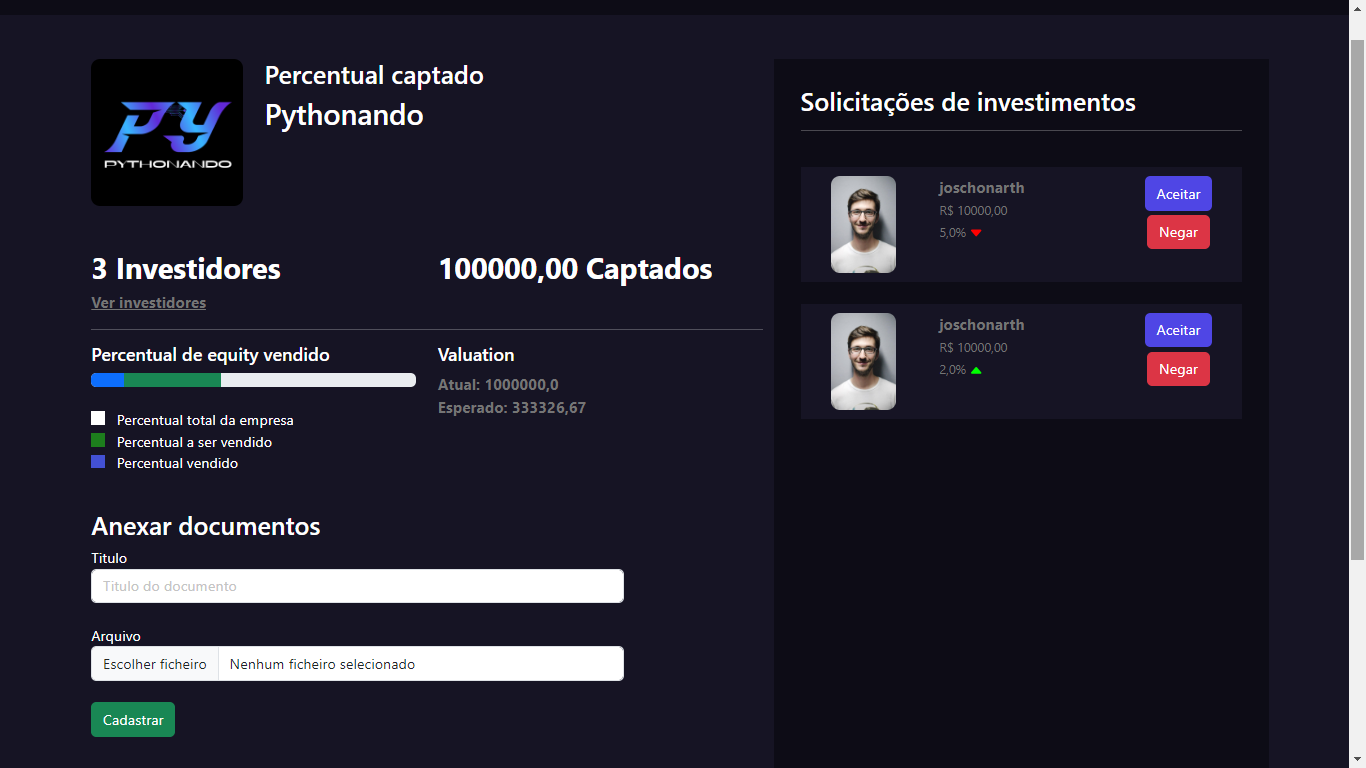 PY
PYTHONANDO
Percentual captado
Pythonando
3 Investidores
Ver investidores
100000,00 Captados
Percentual de equity vendido
Percentual total da empresa
Percentual a ser vendido
Percentual vendido
Valuation
Atual: 1000000,0
Esperado: 333326,67
Anexar documentos
Titulo
Titulo do documento
Arquivo
Escolher ficheiro Nenhum ficheiro selecionado
Cadastrar
Solicitações de investimentos
joschonarth
R$ 10000,00
5,0%
Aceitar
Negar
joschonarth
R$ 10000,00
2,0%
Aceitar
Negar